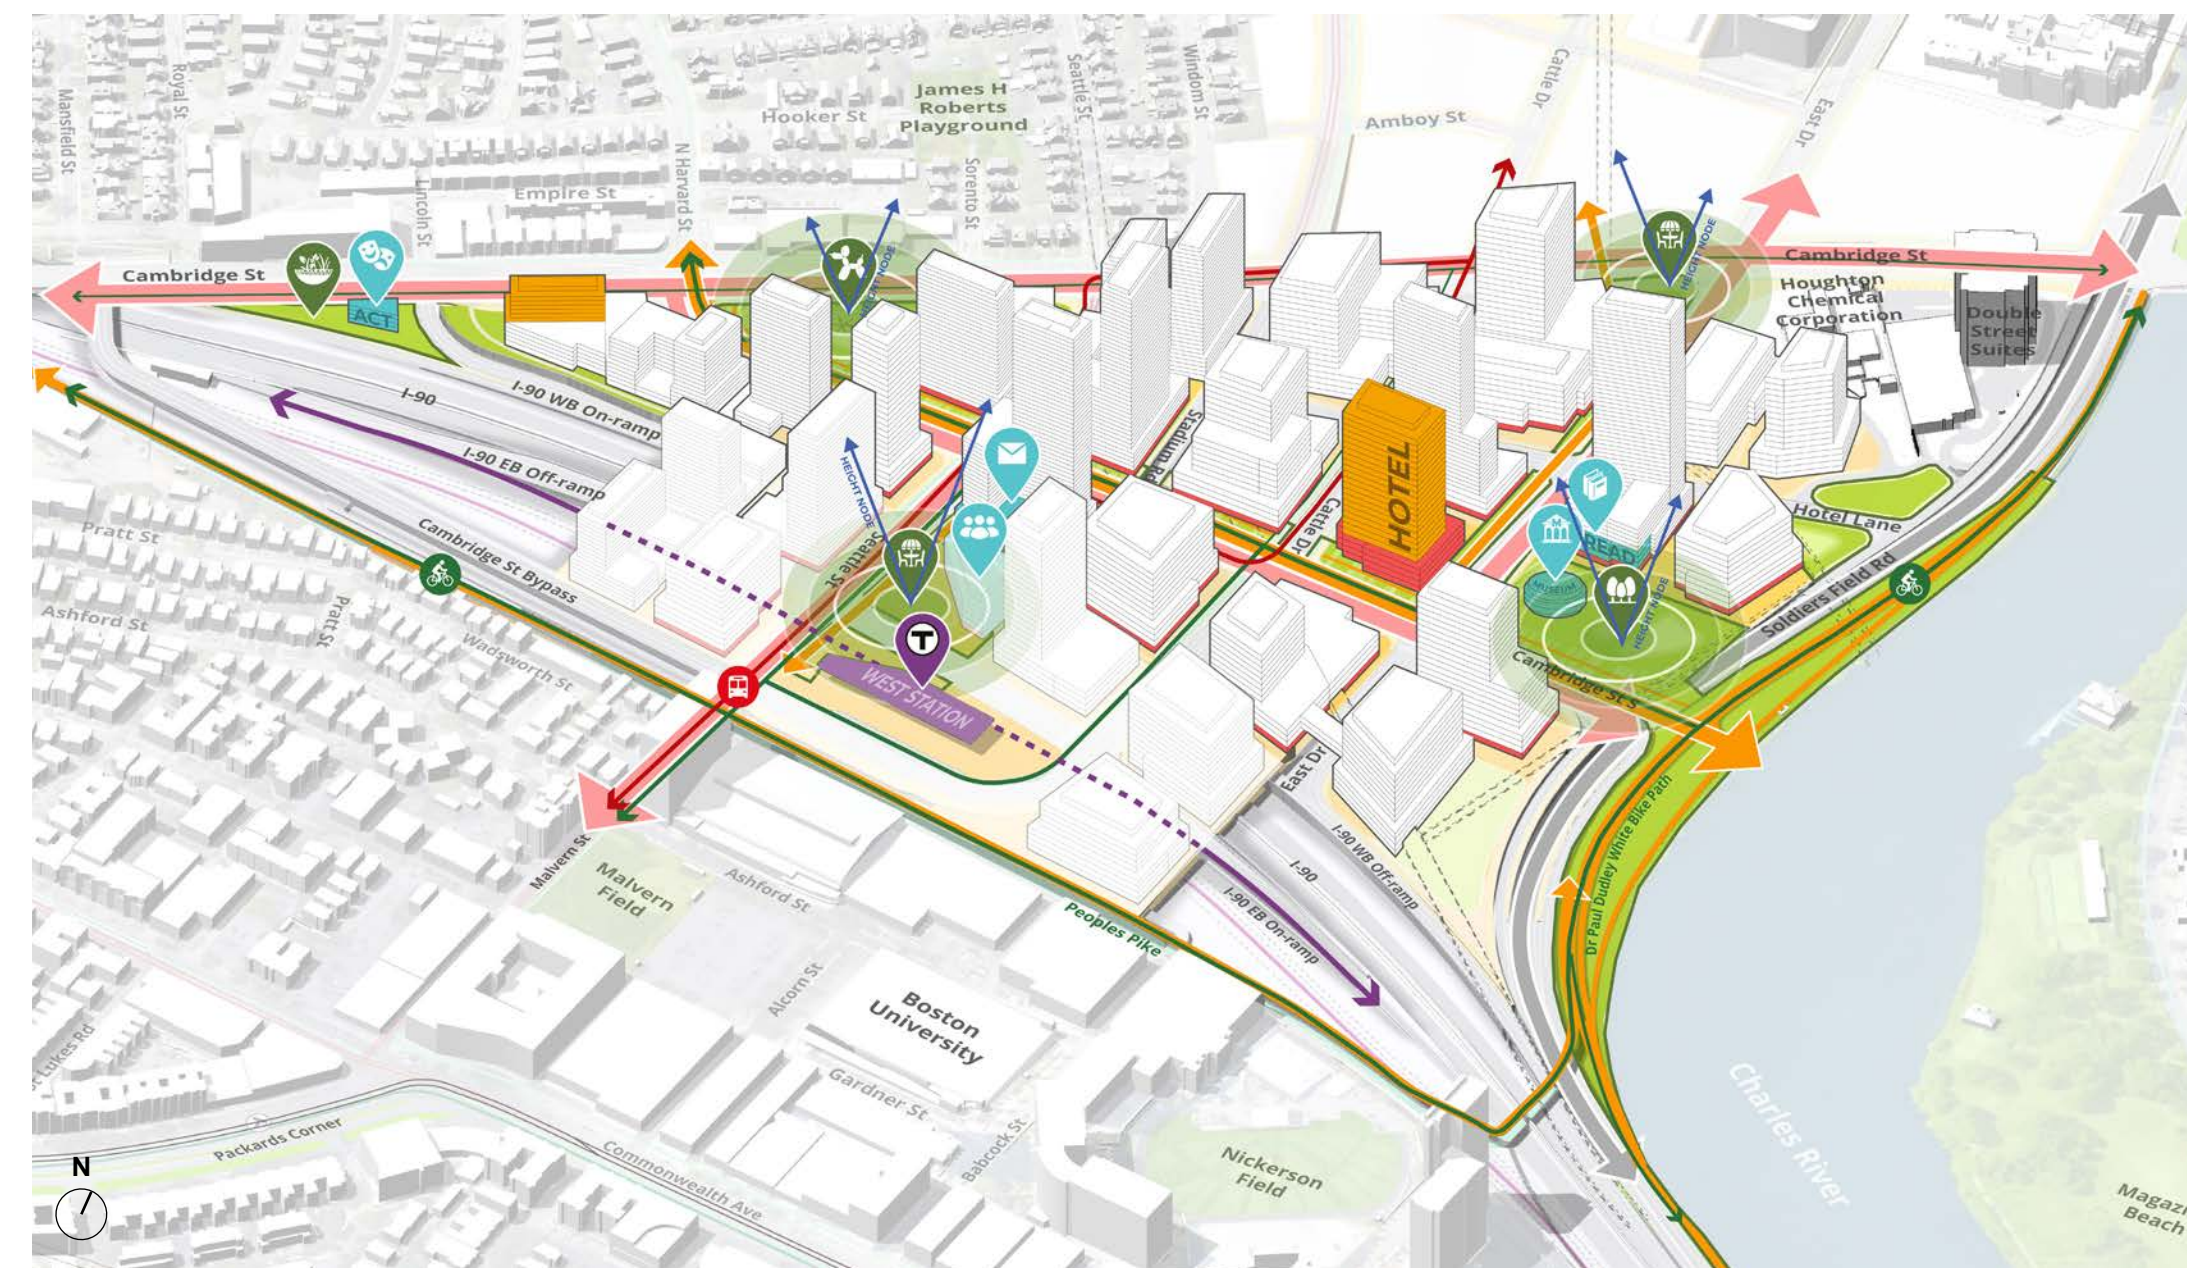 Mansfield St
Royal St
Lincoln St
Empire St
N Harvard St
Hooker St
James H
Roberts
Playground
Sorento St
Seattle St
Windom St
Amboy St
Cattle Dr
East Dr
Cambridge St
ACT
HEIGHT NODE
HEIGHT NODE
Cambridge St
Houghton
Chemical
Corporation
Double
Street
Suites
I-90
I-90 WB On-ramp
I-90 EB Off-ramp
Cambridge St Bypass
HEIGHT NODE
Seattle St
Stadium Rd
Cattle Dr
HOTEL
READ
MUSEUM
HEIGHT NODE
Hotel Lane
Soldiers Field Rd
Cambridge St S
Pratt St
Ashford St
Pratt St
Wadsworth St
T
WEST STATION
East Dr
Malvern St
Malvern
Field
Ashford St
Peoples Pike
I-90 WB Off-ramp
I-90
I-90 EB On-ramp
Dr Paul Dudley White Bike Path
Alcorn St
Boston
University
Gardner St
Babcock St
Nickerson
Field
Charles River
Magazi
Beach
St Lukes Rd
Packards Corner
Commonwealth Ave
N